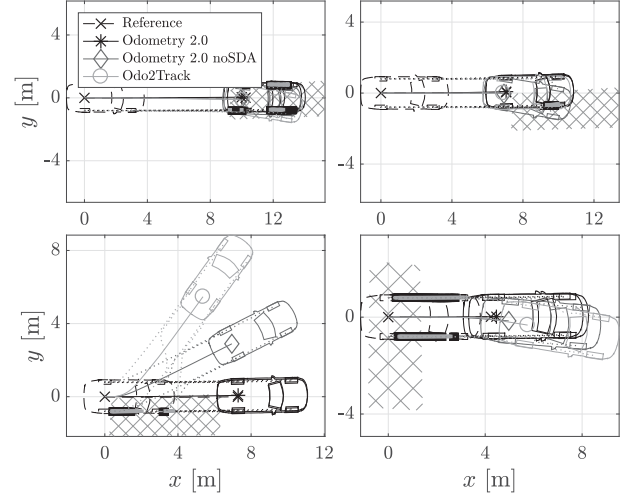 Reference
Odometry 2.0
Odometry 2.0 noSDA
Odo2Track
4
0
-4
y [m]
0 4 8 12
4
0
-4
0 4 8 12
8
4
0
y [m]
0 4 8 12
x [m]
4
0
-4
0 4 8
x [m]